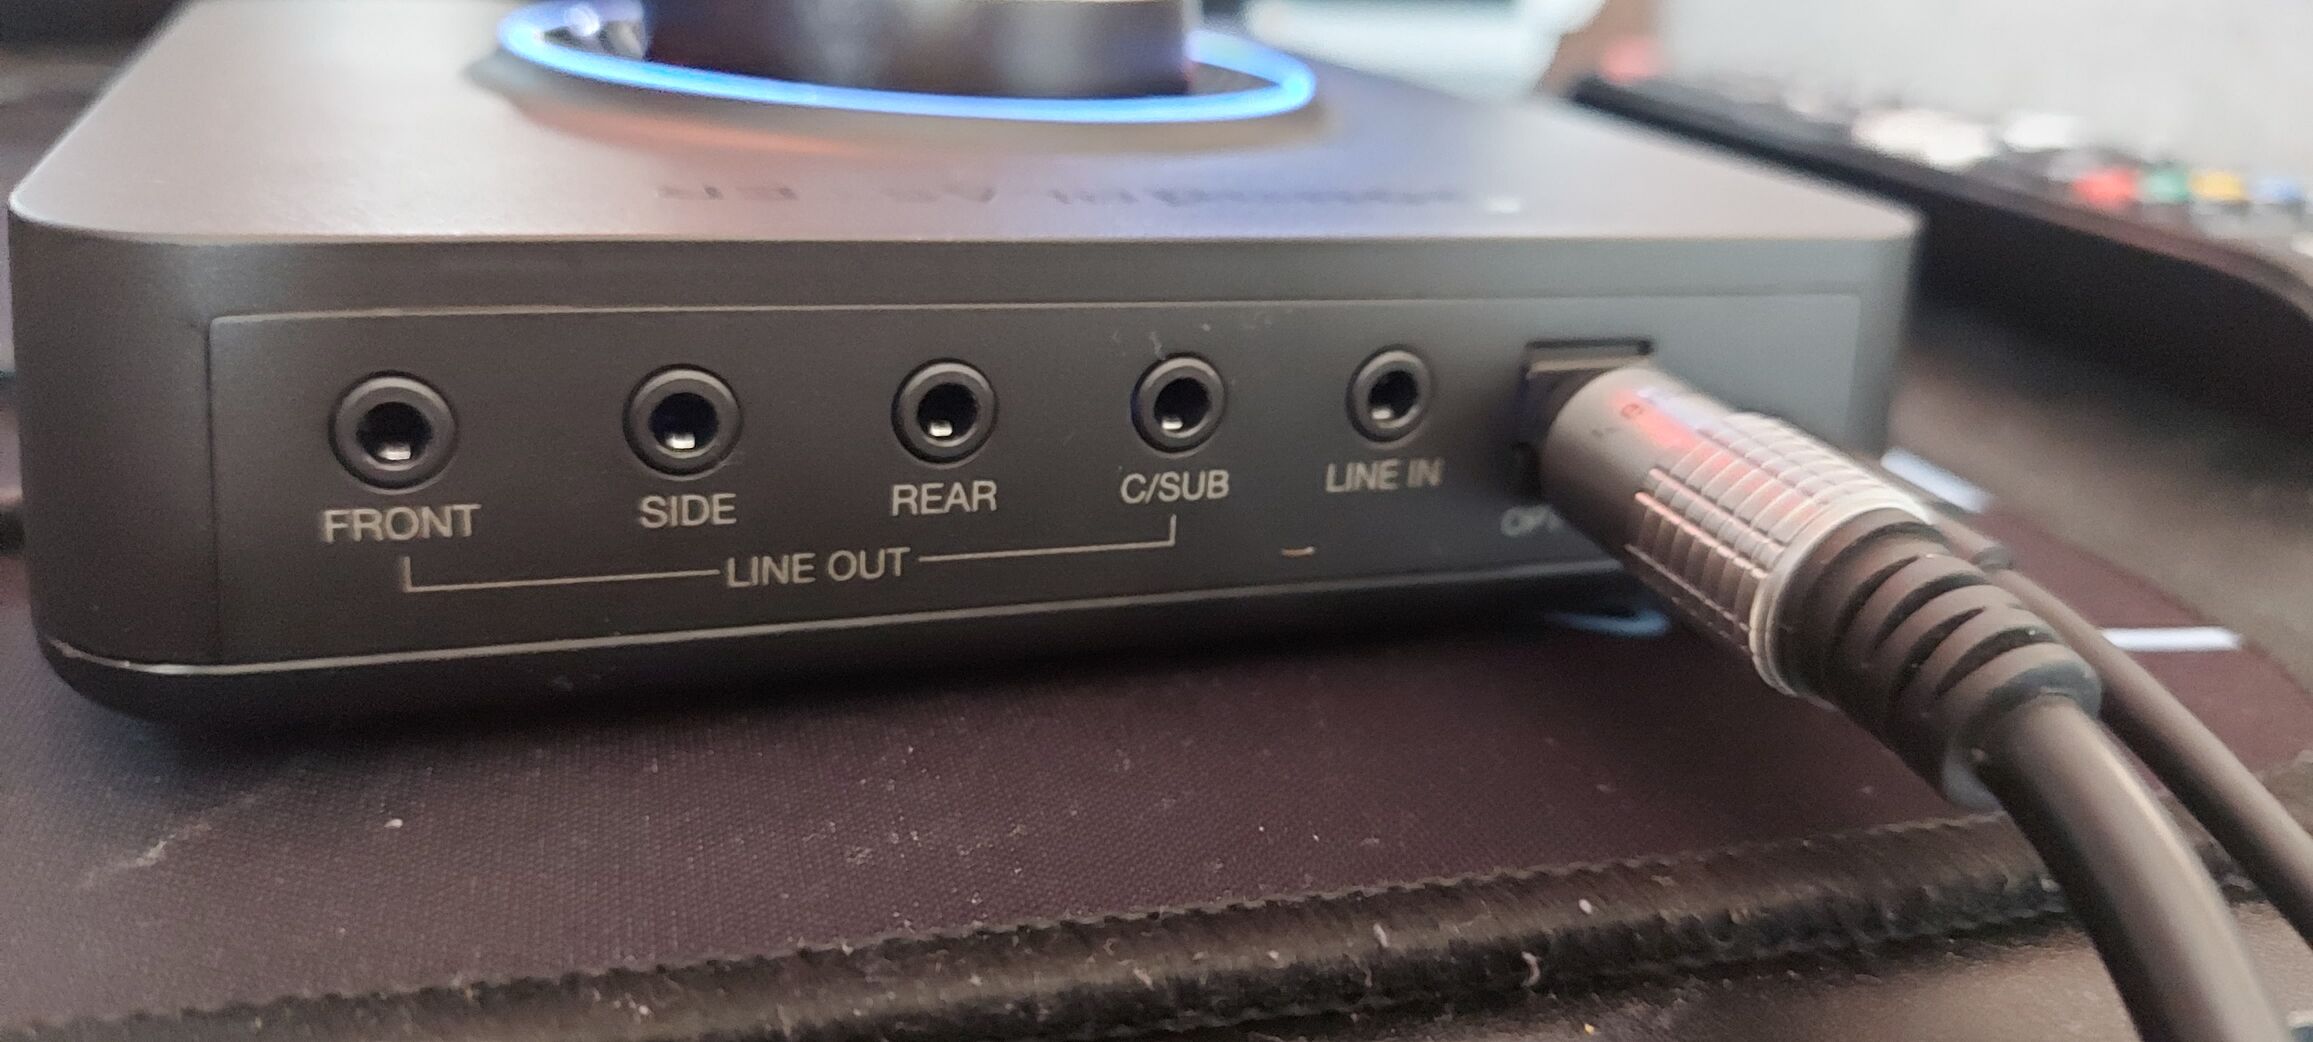 FRONT
SIDE
REAR
C/SUB
LINE IN
LINE OUT